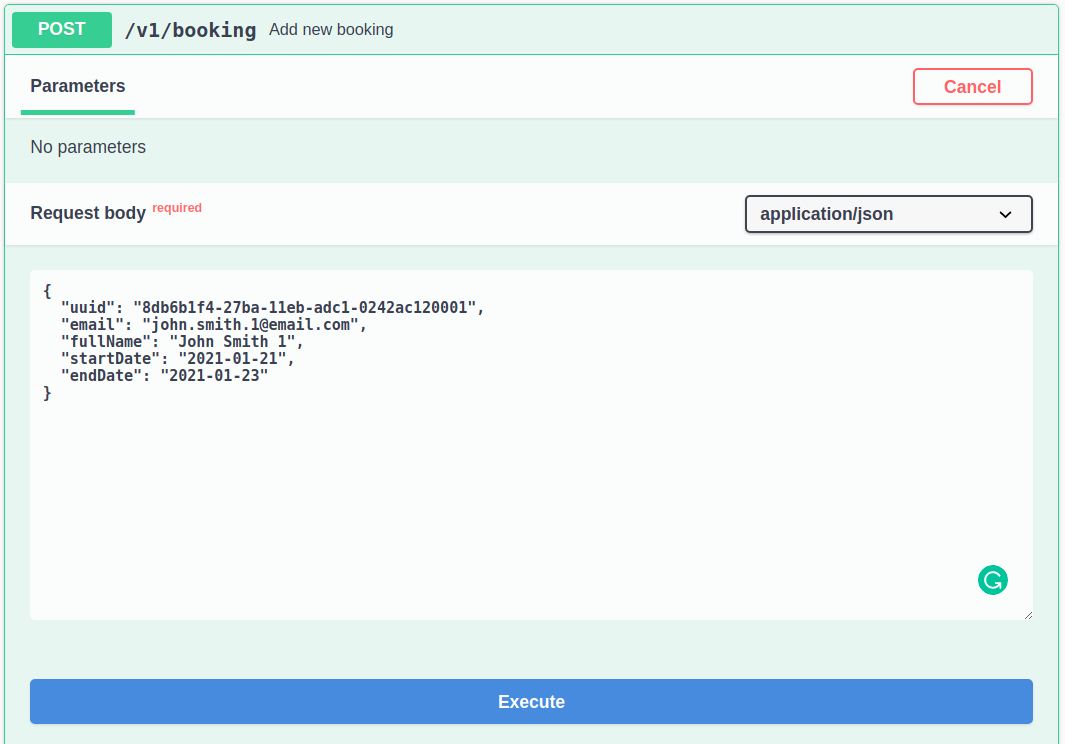 POST /v1/booking Add new booking
Parameters Cancel
No parameters
Request body required application/json
{
  "uuid": "8db6b1f4-27ba-11eb-adc1-0242ac120001",
  "email": "john.smith.1@email.com",
  "fullName": "John Smith 1",
  "startDate": "2021-01-21",
  "endDate": "2021-01-23"
}
Execute